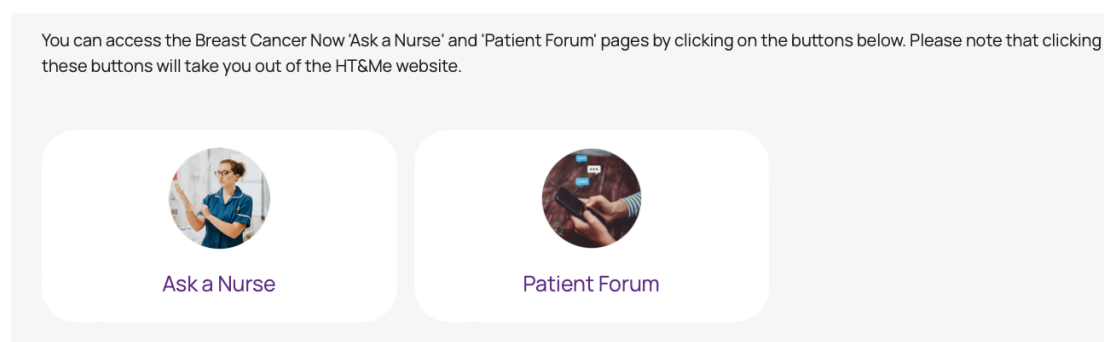 You can access the Breast Cancer Now 'Ask a Nurse' and 'Patient Forum' pages by clicking on the buttons below. Please note that clicking
these buttons will take you out of the HT&Me website.
Ask a Nurse
Patient Forum